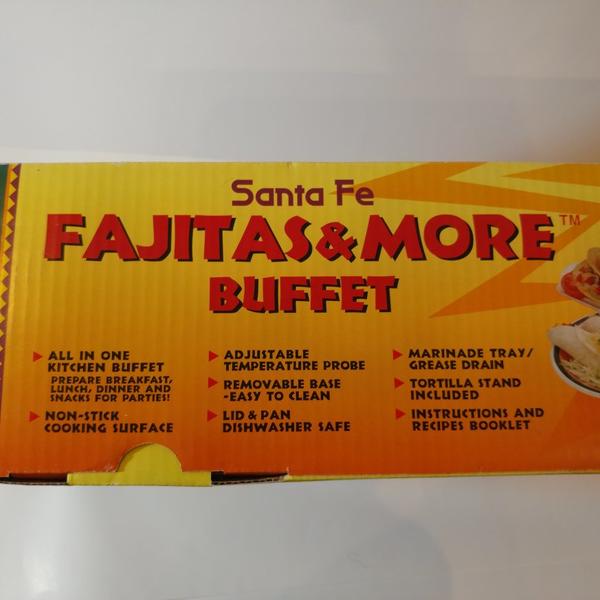 Santa Fe
FAJITAS&MORE™
BUFFET
ALL IN ONE
KITCHEN BUFFET
PREPARE BREAKFAST,
LUNCH, DINNER AND
SNACKS FOR PARTIES!
NON-STICK
COOKING SURFACE
ADJUSTABLE
TEMPERATURE PROBE
REMOVABLE BASE
-EASY TO CLEAN
LID & PAN
DISHWASHER SAFE
MARINADE TRAY/
GREASE DRAIN
TORTILLA STAND
INCLUDED
INSTRUCTIONS AND
RECIPES BOOKLET